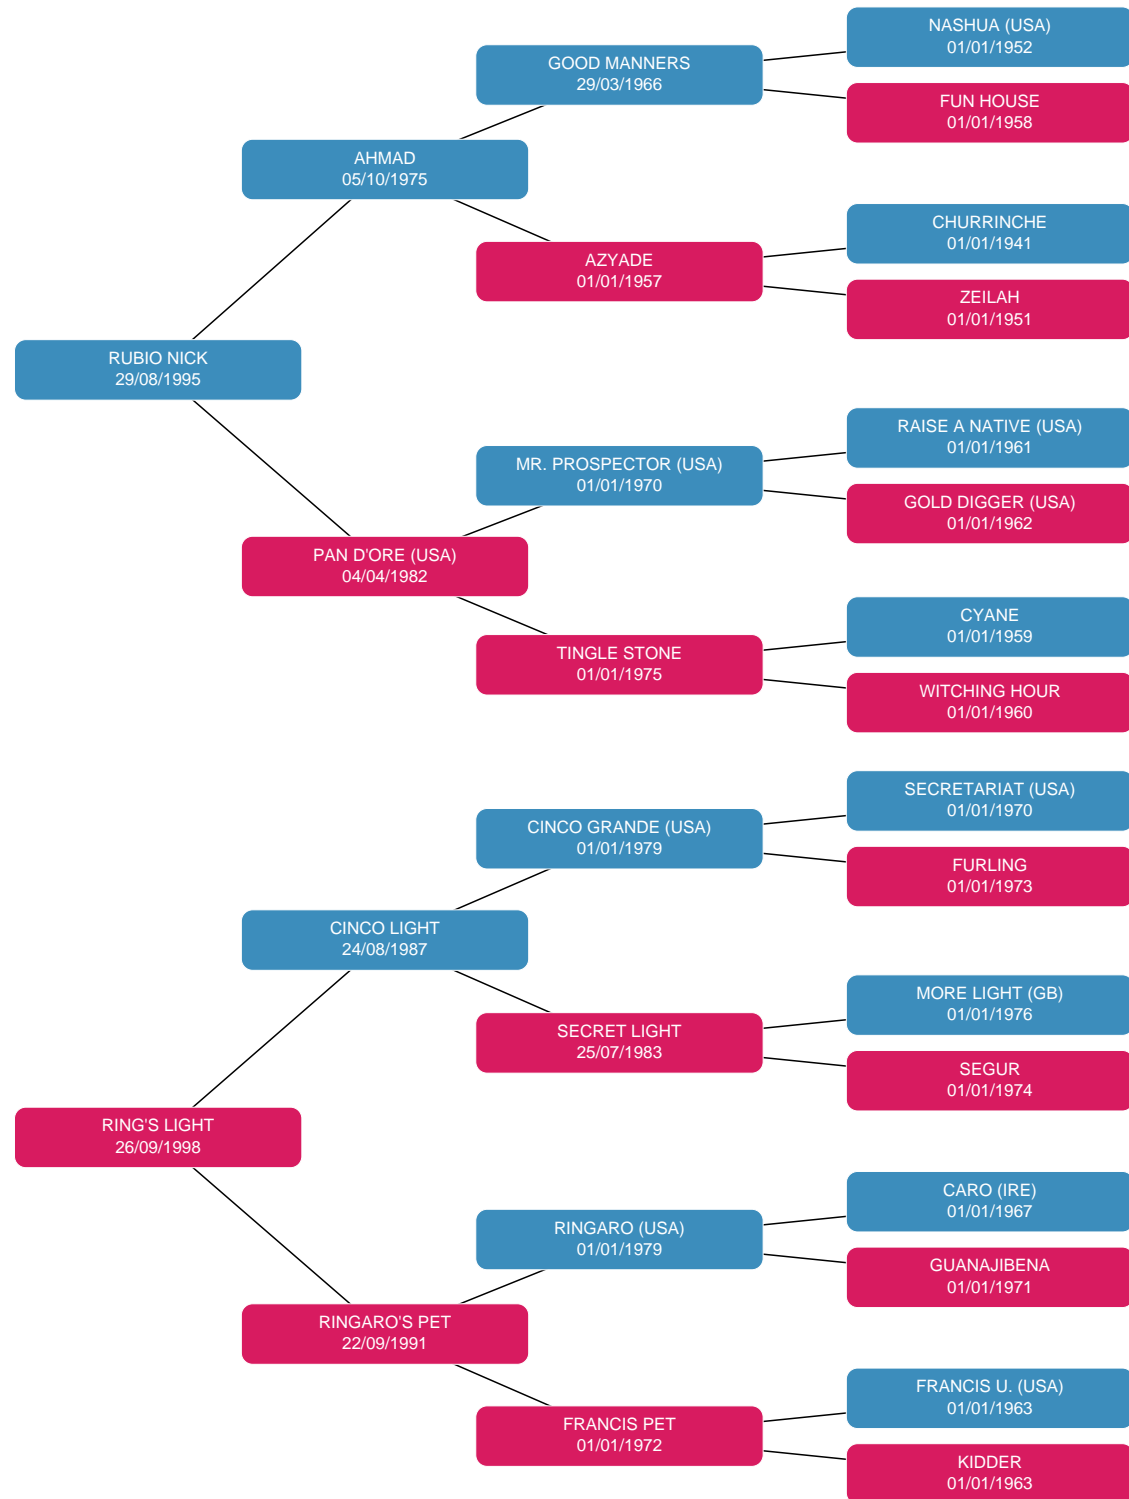 NASHUA (USA)
01/01/1952
GOOD MANNERS
29/03/1966
FUN HOUSE
01/01/1958
AHMAD
05/10/1975
CHURRINCHE
01/01/1941
AZYADE
01/01/1957
ZEILAH
01/01/1951
RUBIO NICK
29/08/1995
RAISE A NATIVE (USA)
01/01/1961
MR. PROSPECTOR (USA)
01/01/1970
GOLD DIGGER (USA)
01/01/1962
PAN D'ORE (USA)
04/04/1982
CYANE
01/01/1959
TINGLE STONE
01/01/1975
WITCHING HOUR
01/01/1960
SECRETARIAT (USA)
01/01/1970
CINCO GRANDE (USA)
01/01/1979
FURLING
01/01/1973
CINCO LIGHT
24/08/1987
MORE LIGHT (GB)
01/01/1976
SECRET LIGHT
25/07/1983
SEGUR
01/01/1974
RING'S LIGHT
26/09/1998
CARO (IRE)
01/01/1967
RINGARO (USA)
01/01/1979
GUANAJIBENA
01/01/1971
RINGARO'S PET
22/09/1991
FRANCIS U. (USA)
01/01/1963
FRANCIS PET
01/01/1972
KIDDER
01/01/1963